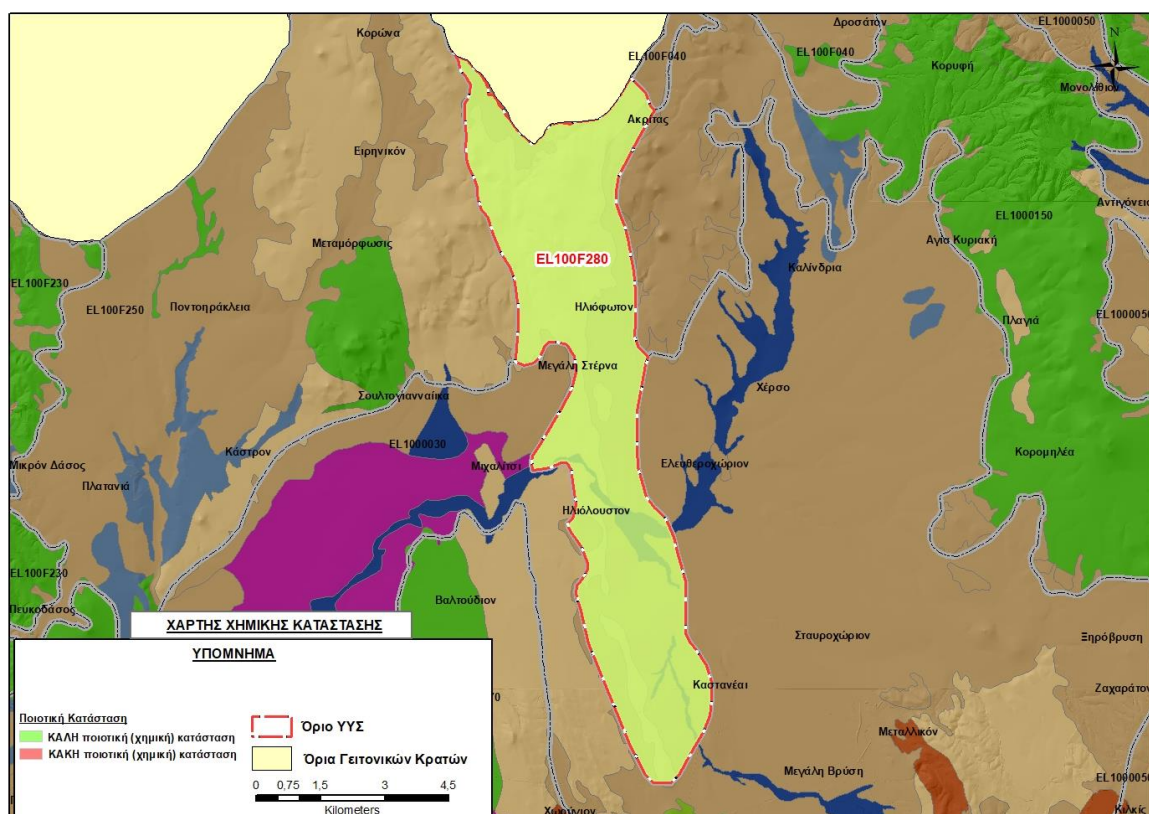 Κορώνα
EL100F040
Δροσάτον
EL1000050
EL100F040
Κορυφή
N
Μονολίθιον
Ακρίτας
Ειρηνικόν
Αντιγόνεια
EL1000150
Μεταμόρφωσις
Αγία Κυριακή
EL100F280
Καλίνδρια
EL100F230
EL100F250
Ποντοηράκλεια
Ηλιόφωτον
Πλαγιά
EL1000050
Μεγάλη Στέρνα
Σουλτογιανναίικα
Χέρσο
EL1000030
Κάστρον
Κορομηλέα
Μικρόν Δάσος
Μιχαλίτσι
Ελευθεροχώριον
Πλατανιά
Ηλιόλουστον
EL100F230
Βαλτούδιον
Πευκοδάσος
ΧΑΡΤΗΣ ΧΗΜΙΚΗΣ ΚΑΤΑΣΤΑΣΗΣ
Σταυροχώριον
Ξηρόβρυση
ΥΠΟΜΝΗΜΑ
Καστανέαι
Ζαχαράτον
Ποιοτική Κατάσταση
ΚΑΛΗ ποιοτική (χημική) κατάσταση
ΚΑΚΗ ποιοτική (χημική) κατάσταση
Όριο ΥΥΣ
Όρια Γειτονικών Κρατών
Μεταλλικόν
Μεγάλη Βρύση
EL1000050
0 0,75 1,5 3 4,5
Kilometers
Κιλκίς